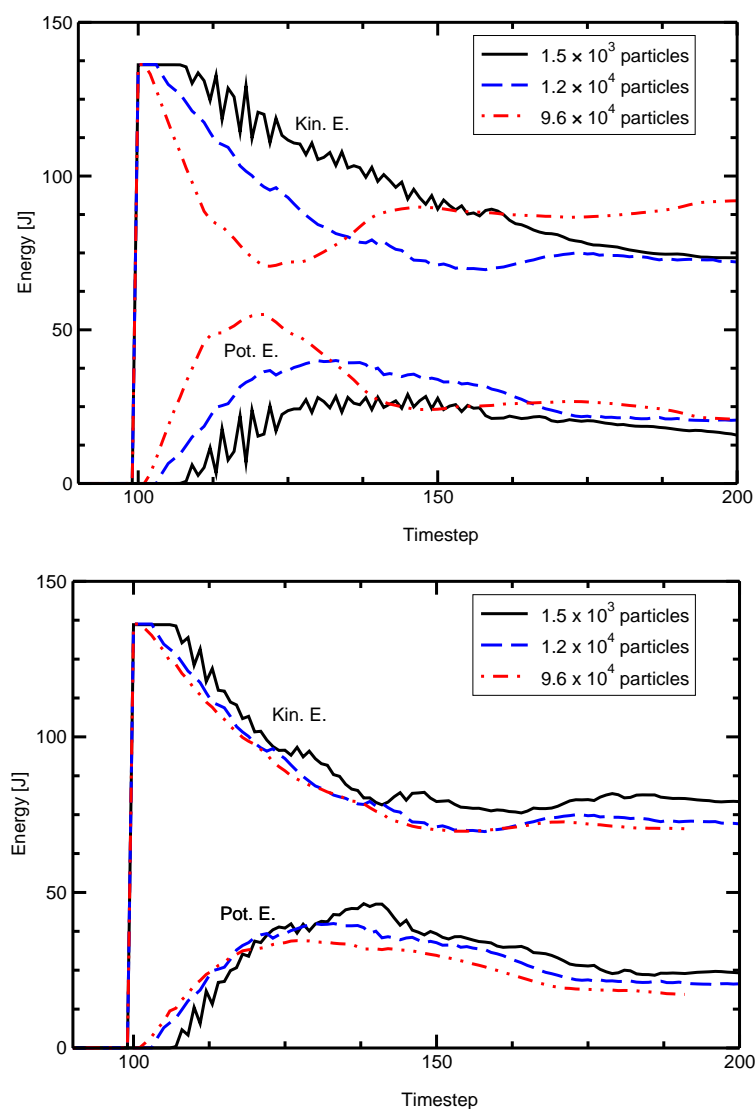 150
100
50
0
Energy [J]
1.5 × 10³ particles
1.2 × 10⁴ particles
9.6 × 10⁴ particles
Kin. E.
Pot. E.
100 150 200
Timestep
150
100
50
0
Energy [J]
1.5 x 10³ particles
1.2 x 10⁴ particles
9.6 x 10⁴ particles
Kin. E.
Pot. E.
100 150 200
Timestep